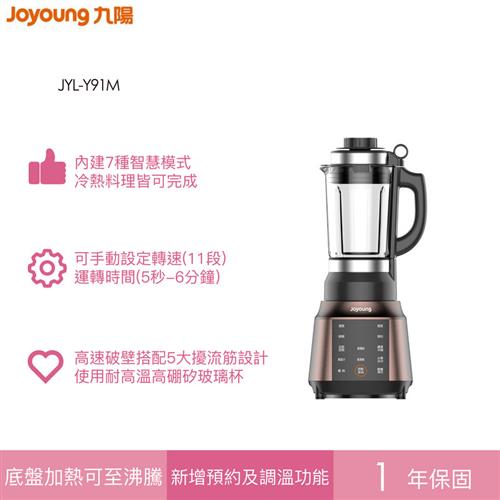 Joyoung 九陽
JYL-Y91M
內建7種智慧模式
冷熱料理皆可完成
可手動設定轉速(11段)
運轉時間(5秒-6分鐘)
高速破壁搭配5大擾流筋設計
使用耐高溫高硼矽玻璃杯
Joyoung
底盤加熱可至沸騰
新增預約及調溫功能
1 年保固